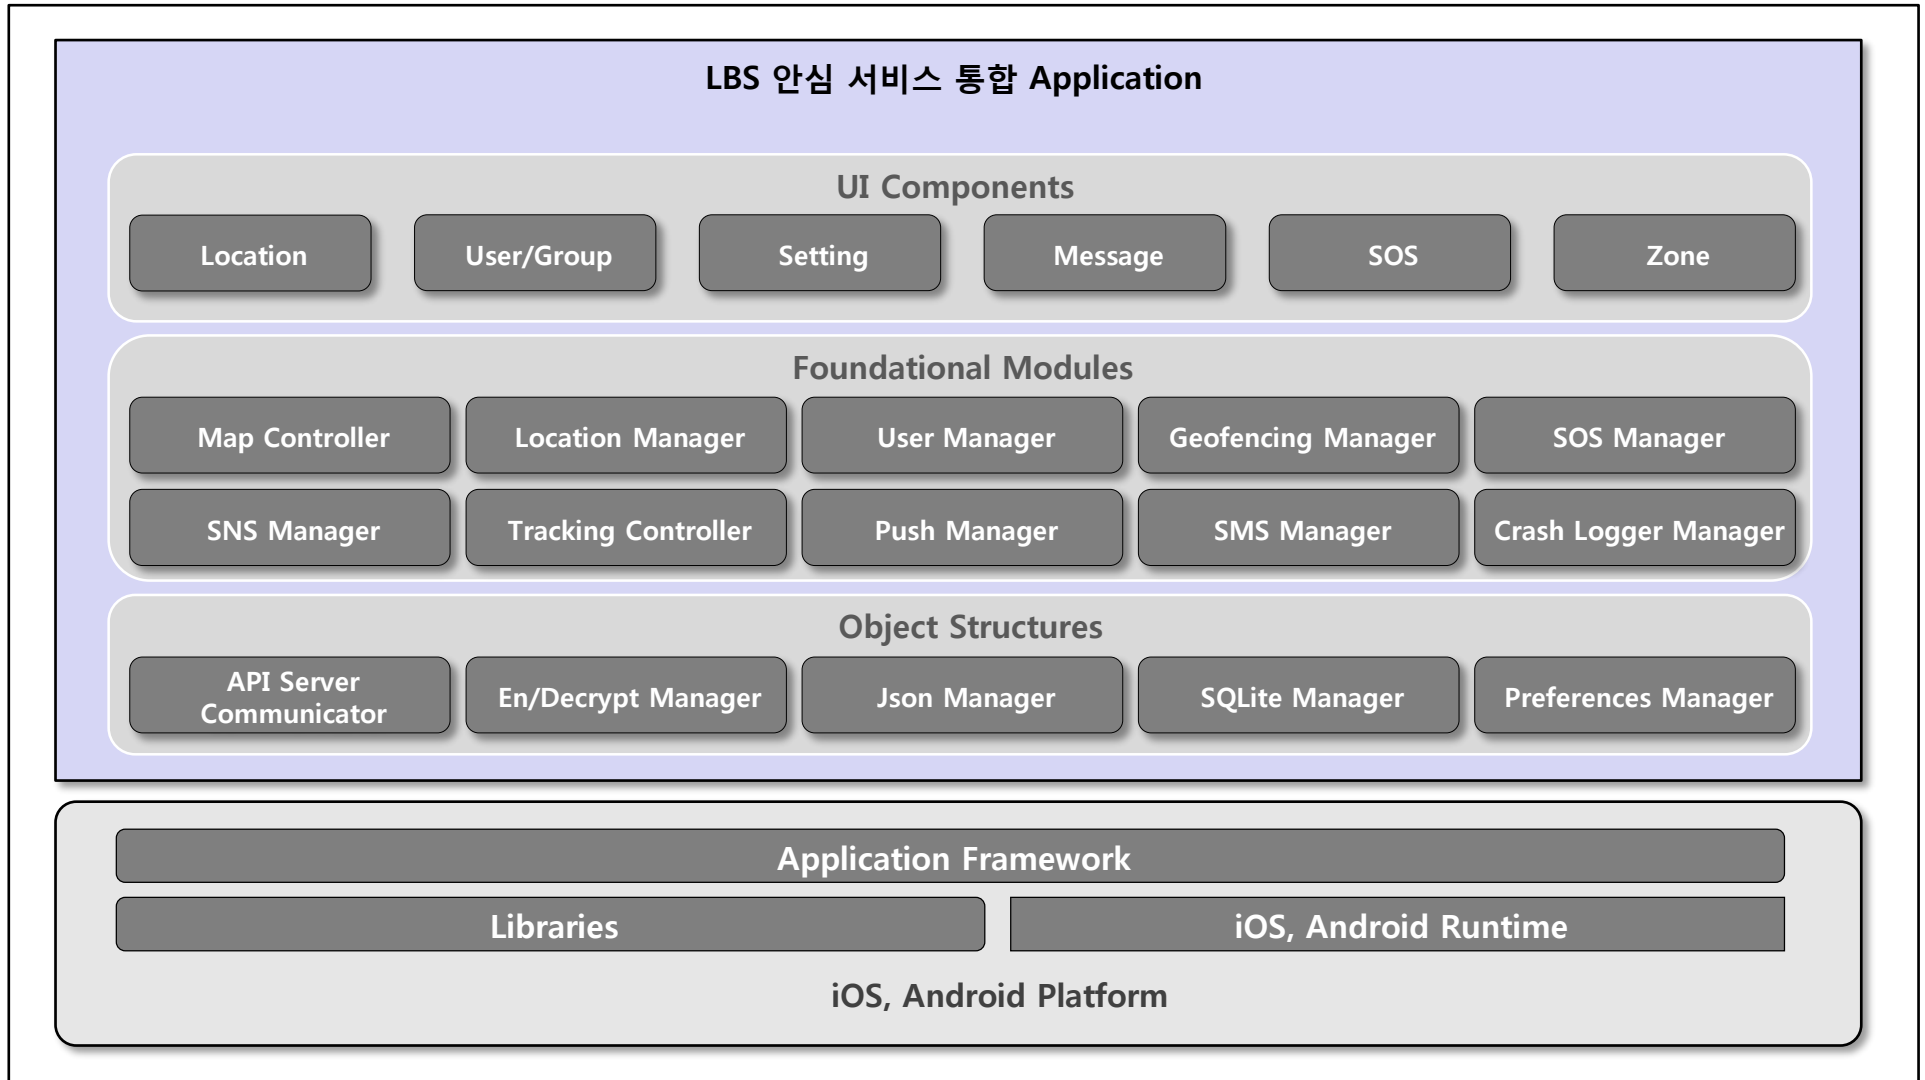 LBS 안심 서비스 통합 Application
UI Components
Location
User/Group
Setting
Message
SOS
Zone
Foundational Modules
Map Controller
Location Manager
User Manager
Geofencing Manager
SOS Manager
SNS Manager
Tracking Controller
Push Manager
SMS Manager
Crash Logger Manager
Object Structures
API Server
Communicator
En/Decrypt Manager
Json Manager
SQLite Manager
Preferences Manager
Application Framework
Libraries
iOS, Android Runtime
iOS, Android Platform